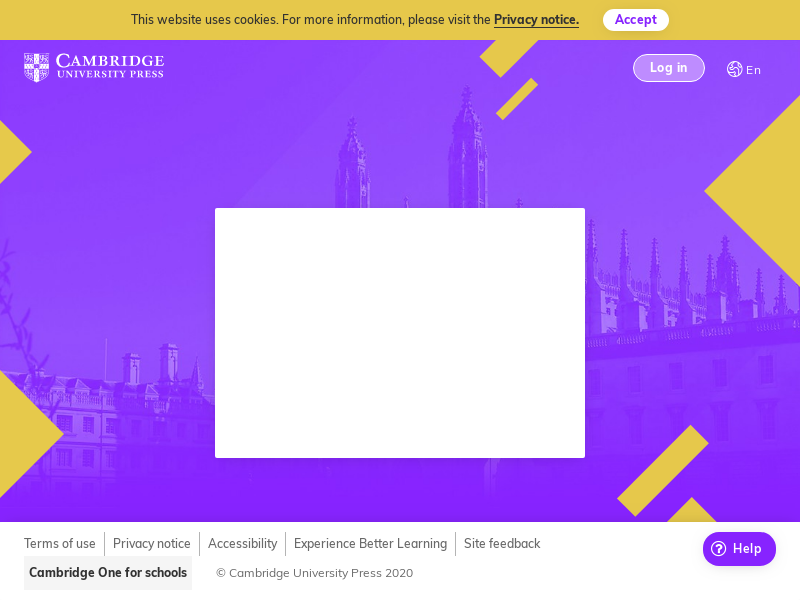 This website uses cookies. For more information, please visit the Privacy notice. Accept
CAMBRIDGE
UNIVERSITY PRESS
Log in
En
Terms of use
Privacy notice
Accessibility
Experience Better Learning
Site feedback
Help
Cambridge One for schools
© Cambridge University Press 2020